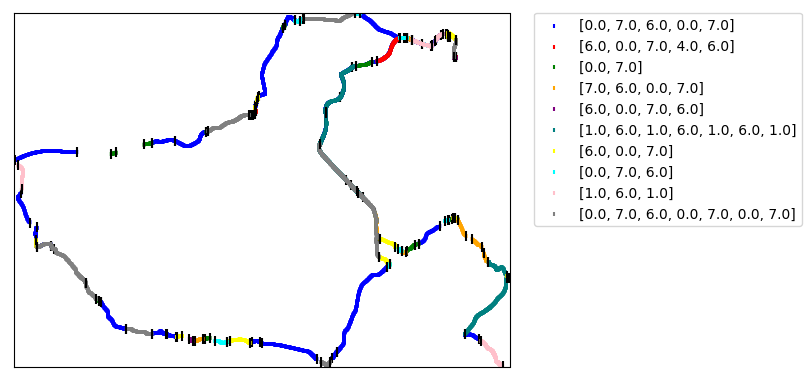 [0.0, 7.0, 6.0, 0.0, 7.0]
[6.0, 0.0, 7.0, 4.0, 6.0]
[0.0, 7.0]
[7.0, 6.0, 0.0, 7.0]
[6.0, 0.0, 7.0, 6.0]
[1.0, 6.0, 1.0, 6.0, 1.0, 6.0, 1.0]
[6.0, 0.0, 7.0]
[0.0, 7.0, 6.0]
[1.0, 6.0, 1.0]
[0.0, 7.0, 6.0, 0.0, 7.0, 0.0, 7.0]